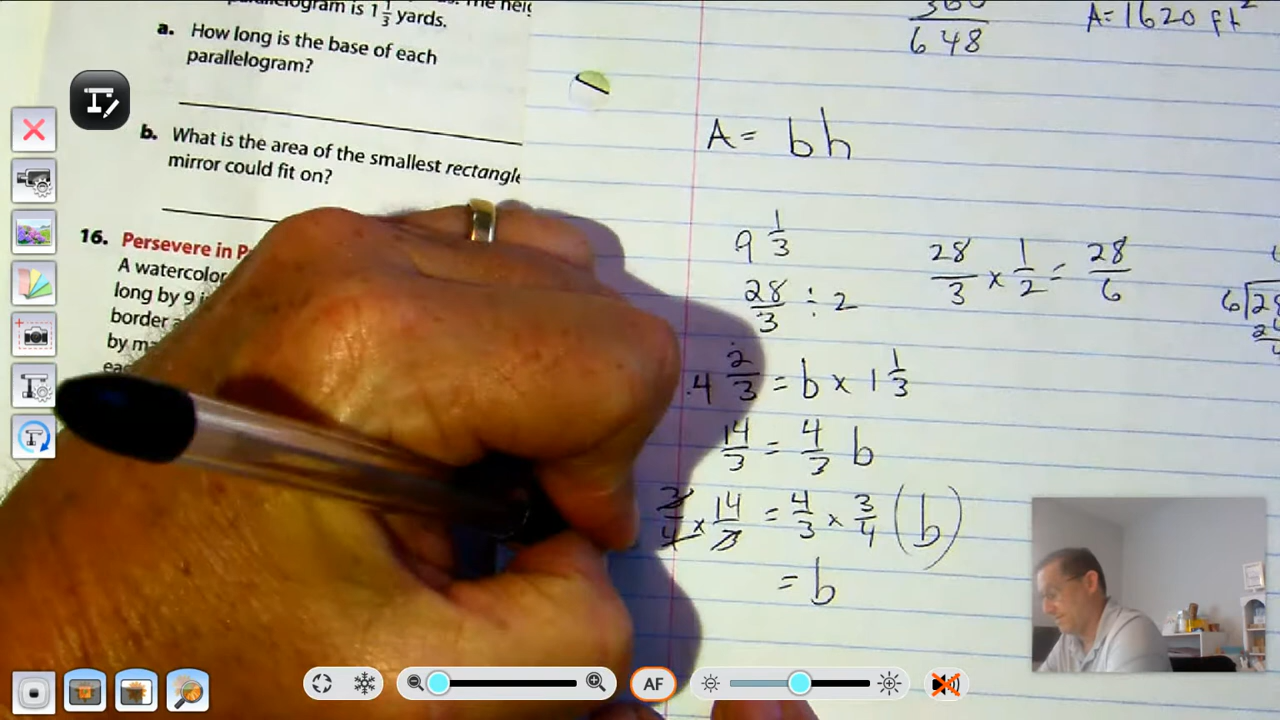 parallelogram is 1 1/3 yards.
a. How long is the base of each
parallelogram?
b. What is the area of the smallest rectangle
mirror could fit on?
16. Persevere in P
A watercolor
long by 9
border
by ma
648
A= 1620 ft²
A = bh
9 1/3
28/3 ÷ 2
28/3 × 1/2 = 28/6
4 2/3 = b × 1 1/3
14/3 = 4/3 b
3/4 × 14/3 = 4/3 × 3/4 (b)
= b
AF